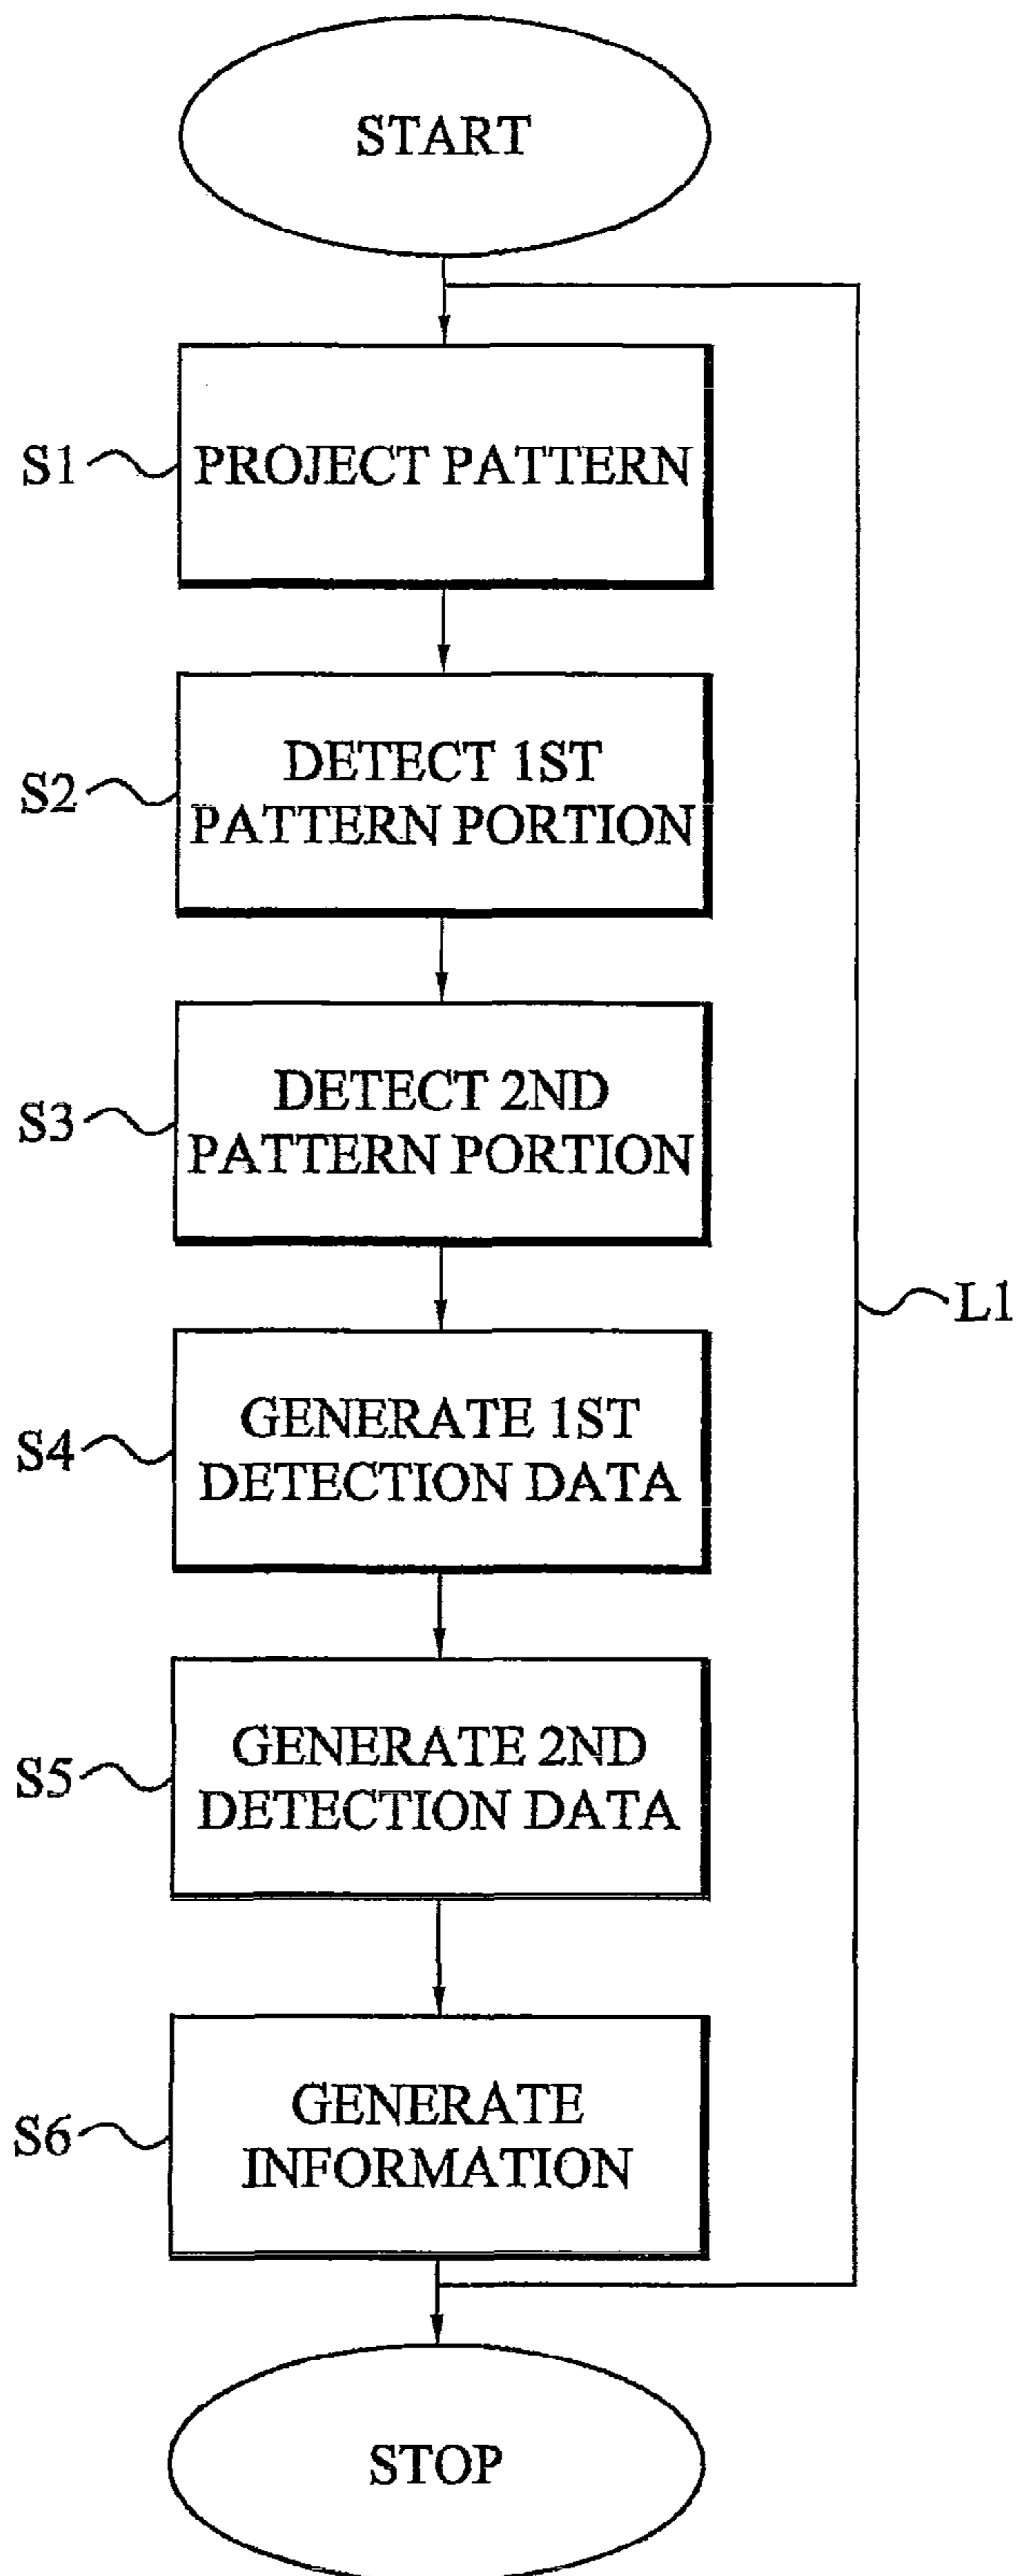 START
S1
PROJECT PATTERN
S2
DETECT 1ST
PATTERN PORTION
S3
DETECT 2ND
PATTERN PORTION
L1
S4
GENERATE 1ST
DETECTION DATA
S5
GENERATE 2ND
DETECTION DATA
S6
GENERATE
INFORMATION
STOP